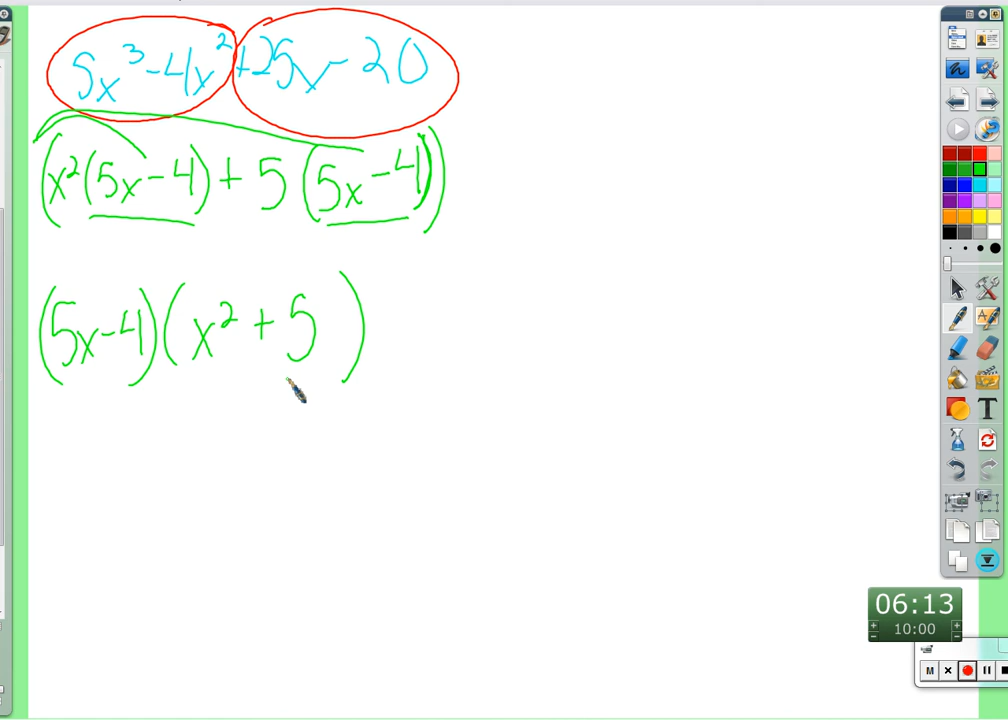 5x³-4x²+25x-20
(x²(5x-4)+5(5x-4))
(5x-4)(x²+5)
A
T
06:13
10:00
M